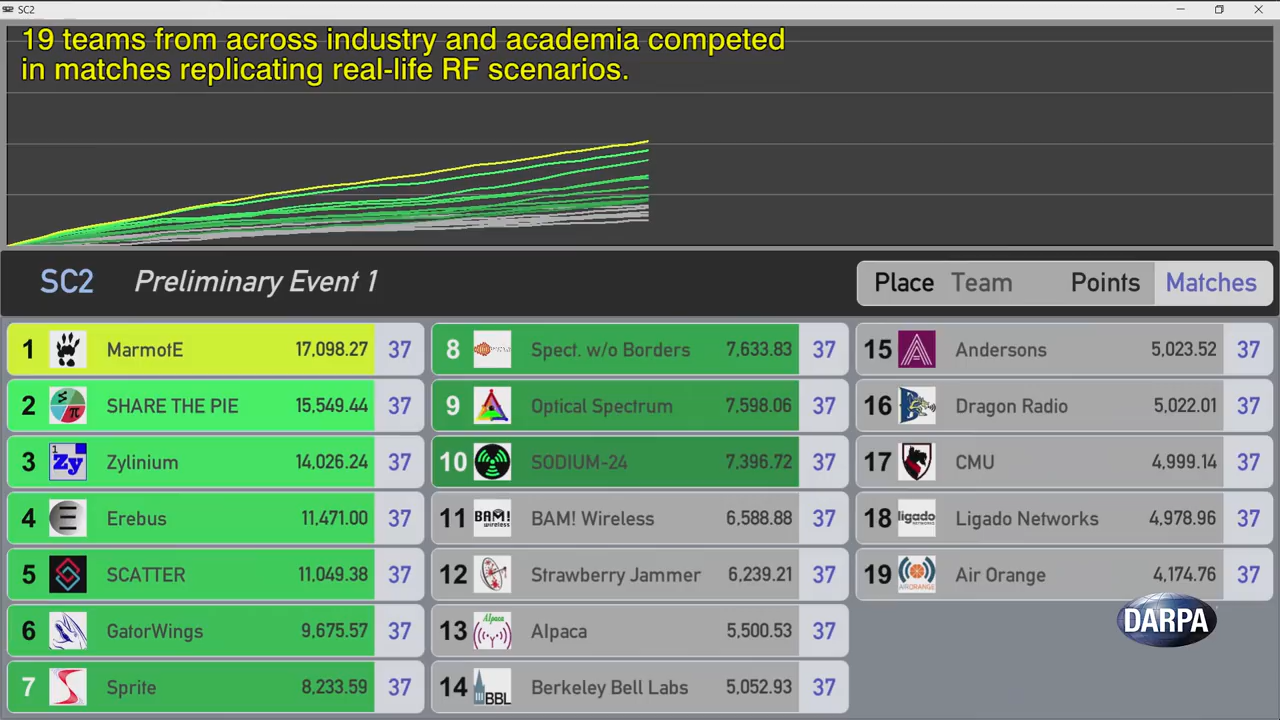 SC2
19 teams from across industry and academia competed
in matches replicating real-life RF scenarios.
SC2 Preliminary Event 1
Place Team Points Matches
1 MarmotE 17,098.27 37
2 SHARE THE PIE 15,549.44 37
3 Zylinium 14,026.24 37
4 Erebus 11,471.00 37
5 SCATTER 11,049.38 37
6 GatorWings 9,675.57 37
7 Sprite 8,233.59 37
8 Spect. w/o Borders 7,633.83 37
9 Optical Spectrum 7,598.06 37
10 SODIUM-24 7,396.72 37
11 BAM! wireless BAM! Wireless 6,588.88 37
12 Strawberry Jammer 6,239.21 37
13 Alpaca Alpaca 5,500.53 37
14 BBL Berkeley Bell Labs 5,052.93 37
15 Andersons 5,023.52 37
16 Dragon Radio 5,022.01 37
17 CMU 4,999.14 37
18 ligado NETWORKS Ligado Networks 4,978.96 37
19 AIRORANGE Air Orange 4,174.76 37
DARPA